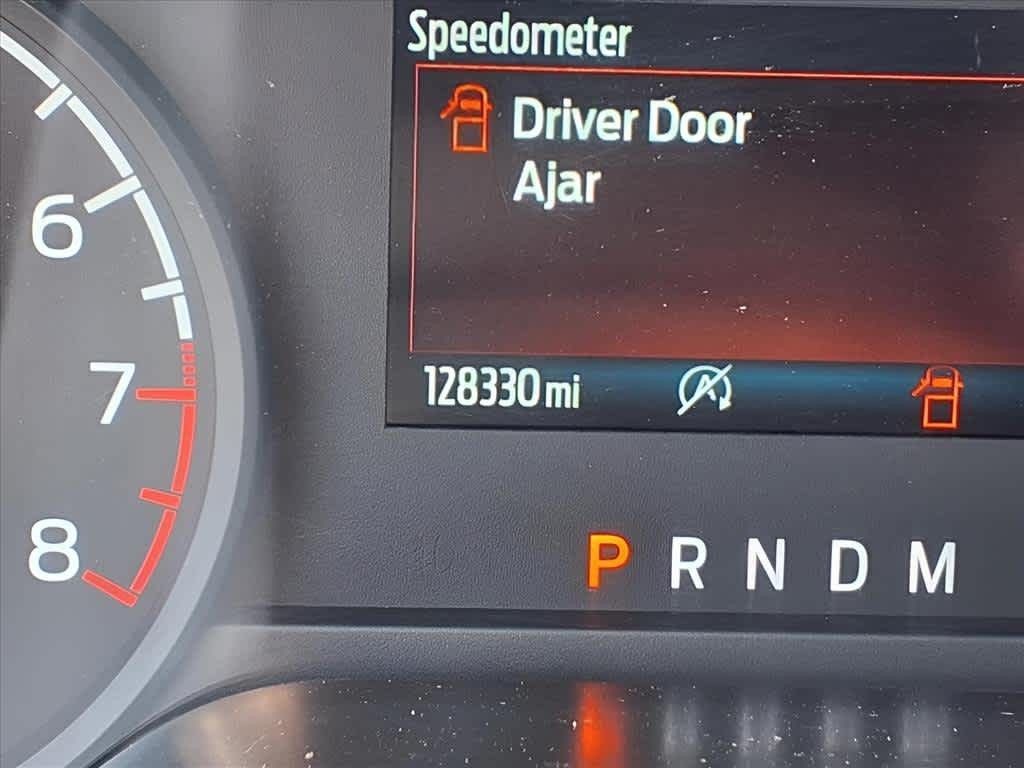 Speedometer
Driver Door
Ajar
6
7
8
128330 mi
P R N D M